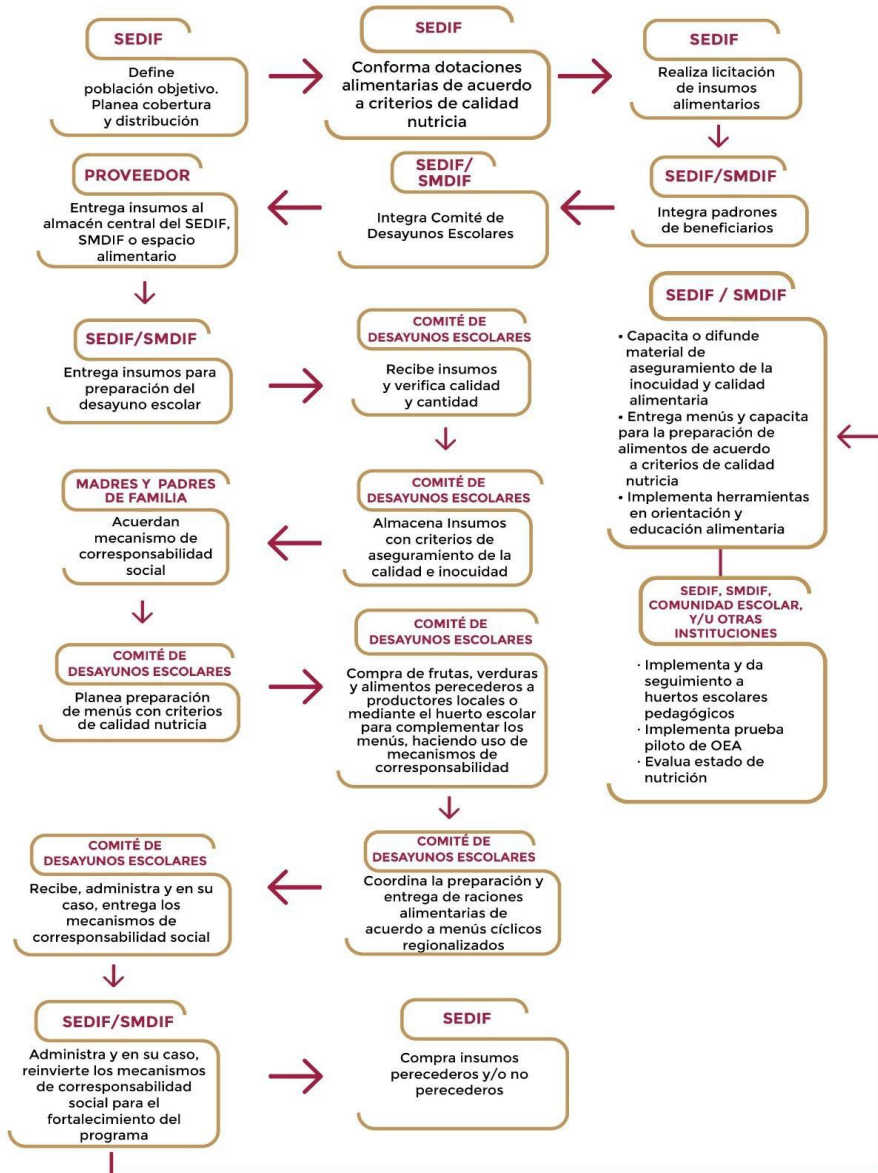 SEDIF
Define
población objetivo.
Planea cobertura
y distribución
SEDIF
Conforma dotaciones
alimentarias de acuerdo
a criterios de calidad
nutricia
SEDIF
Realiza licitación
de insumos
alimentarios
SEDIF/SMDIF
Integra padrones
de beneficiarios
SEDIF/
SMDIF
Integra Comité de
Desayunos Escolares
PROVEEDOR
Entrega insumos al
almacén central del SEDIF,
SMDIF o espacio
alimentario
SEDIF/SMDIF
Entrega insumos para
preparación del
desayuno escolar
COMITÉ DE
DESAYUNOS ESCOLARES
Recibe insumos
y verifica calidad
y cantidad
COMITÉ DE
DESAYUNOS ESCOLARES
Almacena Insumos
con criterios de
aseguramiento de la
calidad e inocuidad
MADRES Y PADRES
DE FAMILIA
Acuerdan
mecanismo de
corresponsabilidad
social
COMITÉ DE
DESAYUNOS ESCOLARES
Planea preparación
de menús con criterios
de calidad nutricia
COMITÉ DE
DESAYUNOS ESCOLARES
Compra de frutas, verduras
y alimentos perecederos a
productores locales o
mediante el huerto escolar
para complementar los
menús, haciendo uso de
mecanismos de
corresponsabilidad
COMITÉ DE
DESAYUNOS ESCOLARES
Coordina la preparación y
entrega de raciones
alimentarias de
acuerdo a menús cíclicos
regionalizados
COMITÉ DE
DESAYUNOS ESCOLARES
Recibe, administra y en su
caso, entrega los
mecanismos de
corresponsabilidad social
SEDIF/SMDIF
Administra y en su caso,
reinvierte los mecanismos
de corresponsabilidad
social para el
fortalecimiento del
programa
SEDIF
Compra insumos
perecederos y/o no
perecederos
SEDIF / SMDIF
• Capacita o difunde
material de
aseguramiento de la
inocuidad y calidad
alimentaria
• Entrega menús y capacita
para la preparación de
alimentos de acuerdo
a criterios de calidad
nutricia
• Implementa herramientas
en orientación y
educación alimentaria
SEDIF, SMDIF,
COMUNIDAD ESCOLAR,
Y/U OTRAS
INSTITUCIONES
· Implementa y da
seguimiento a
huertos escolares
pedagógicos
· Implementa prueba
piloto de OEA
· Evalua estado de
nutrición